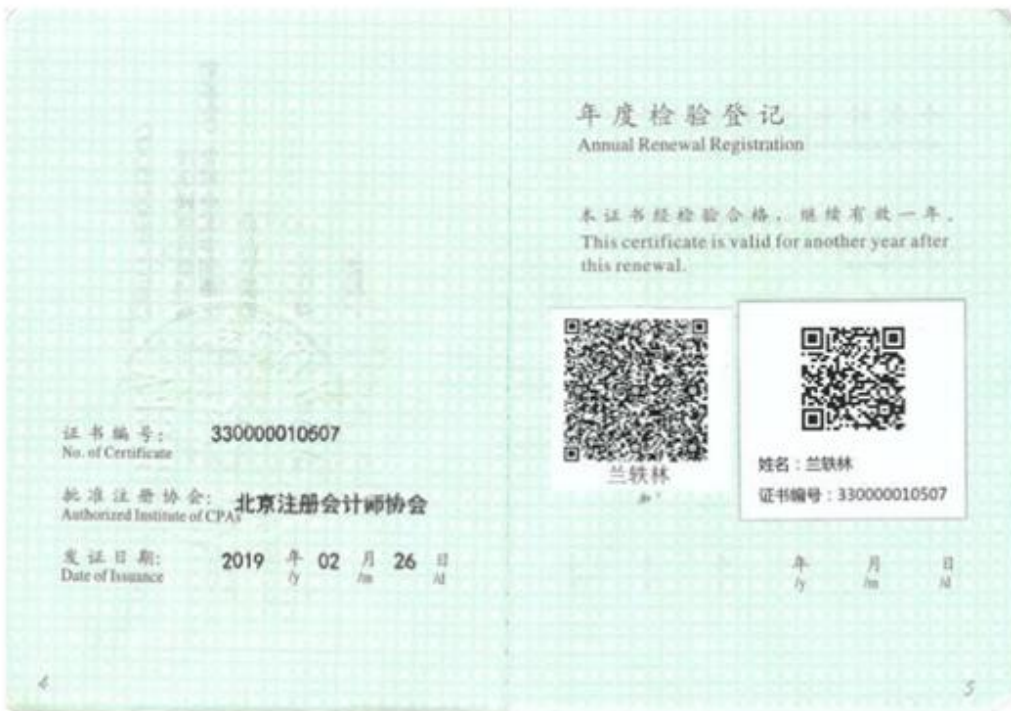 证书编号: 330000010507
No. of Certificate
批准注册协会: 北京注册会计师协会
Authorized Institute of CPAs
发证日期: 2019 年 02 月 26 日
Date of Issuance /y /m /d
4
年度检验登记
Annual Renewal Registration
本证书经检验合格，继续有效一年。
This certificate is valid for another year after
this renewal.
兰轶林
姓名：兰轶林
证书编号：330000010507
年 月 日
/y /m /d
5